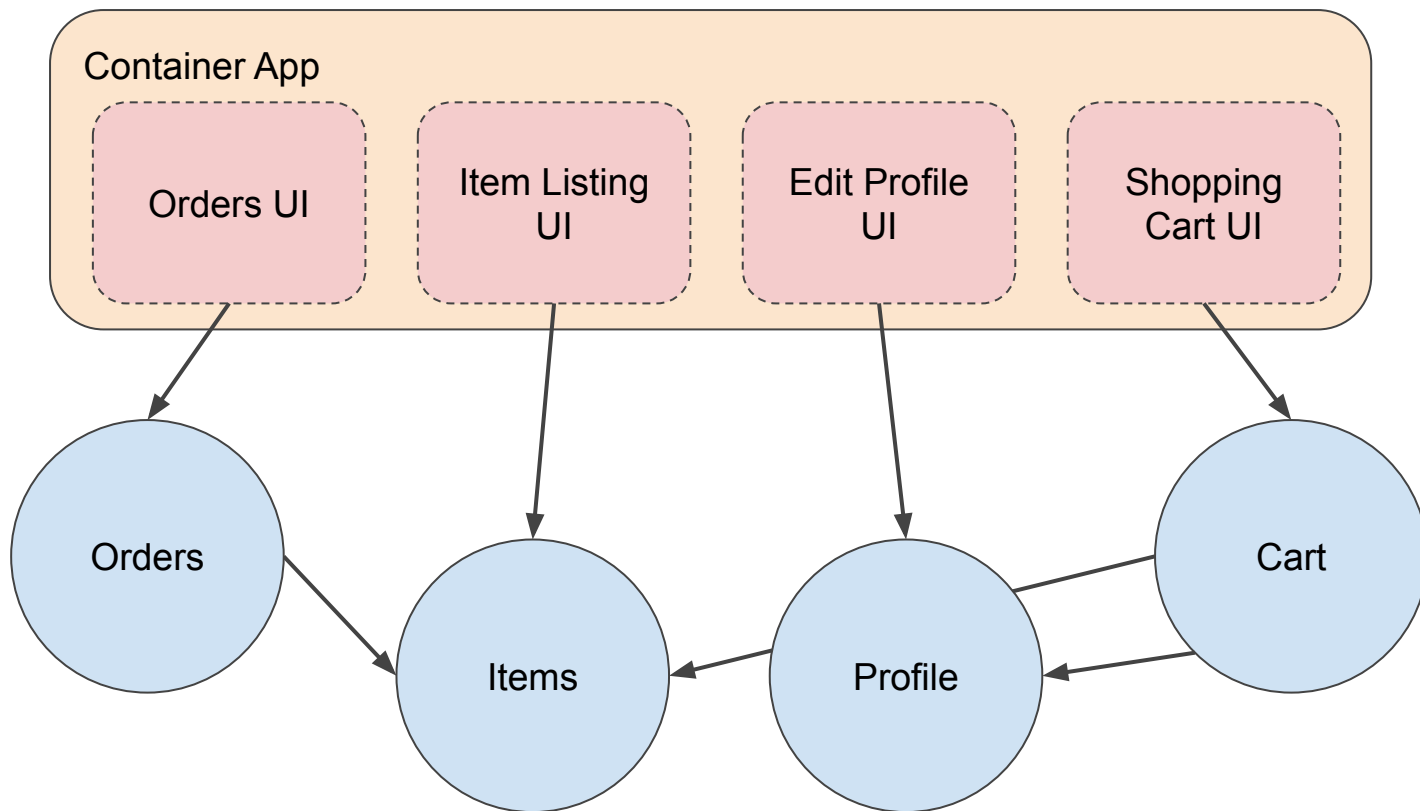 Container App
Orders UI
Item Listing
UI
Edit Profile
UI
Shopping
Cart UI
Orders
Items
Profile
Cart